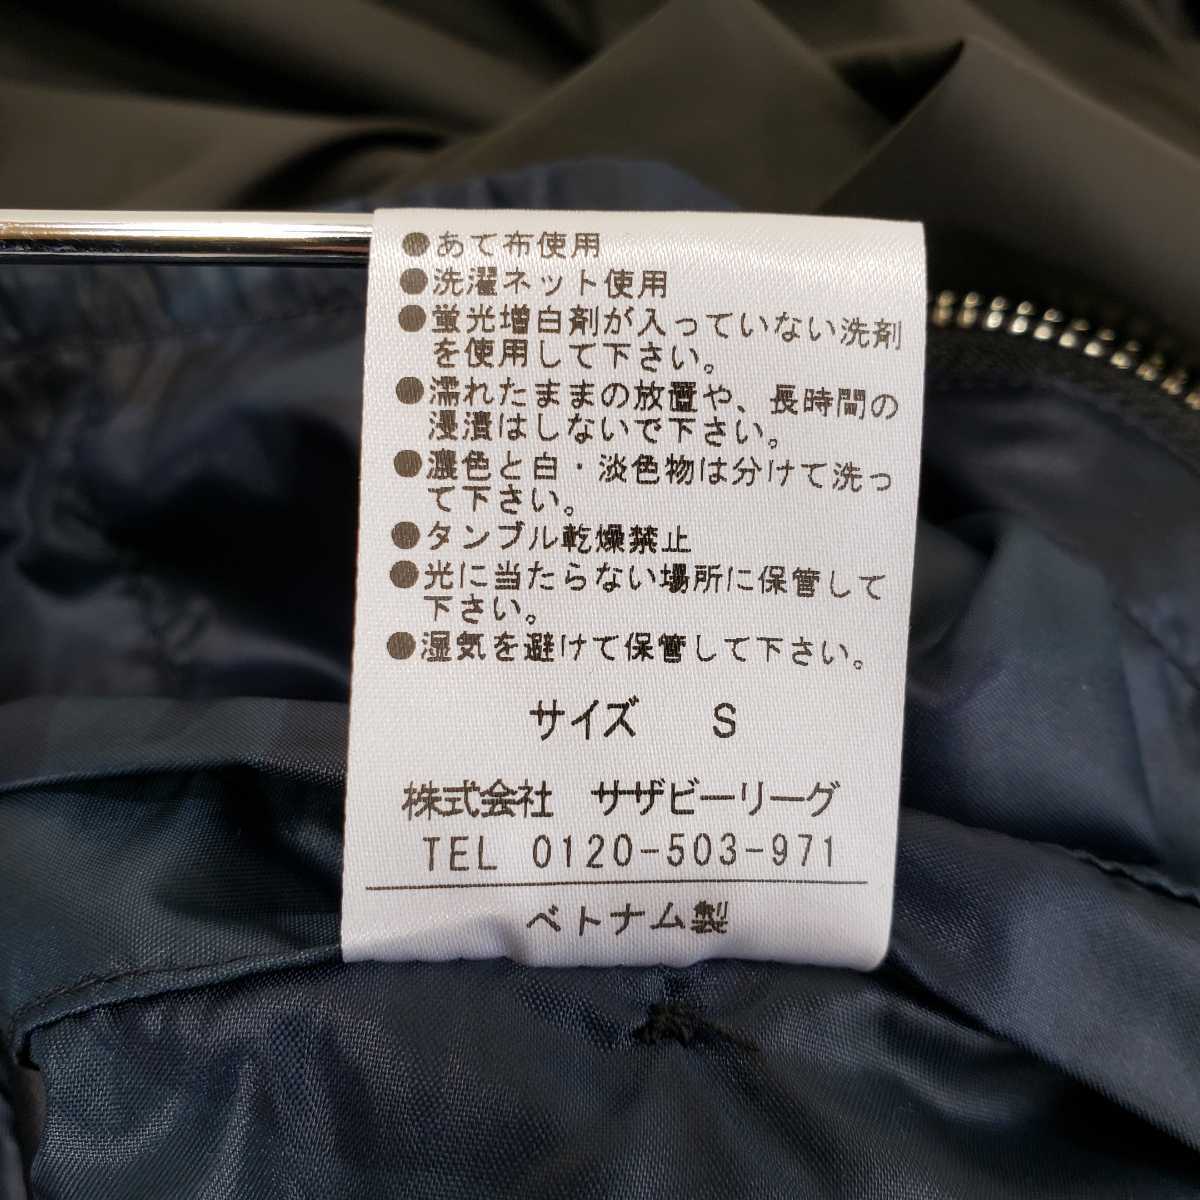 ●あて布使用
●洗濯ネット使用
●蛍光増白剤が入っていない洗剤
を使用して下さい。
●濡れたままの放置や、長時間の
浸漬はしないで下さい。
●濃色と白・淡色物は分けて洗っ
て下さい。
●タンブル乾燥禁止
●光に当たらない場所に保管して
下さい。
●湿気を避けて保管して下さい。
サイズ S
株式会社 サザビーリーグ
TEL 0120-503-971
ベトナム製